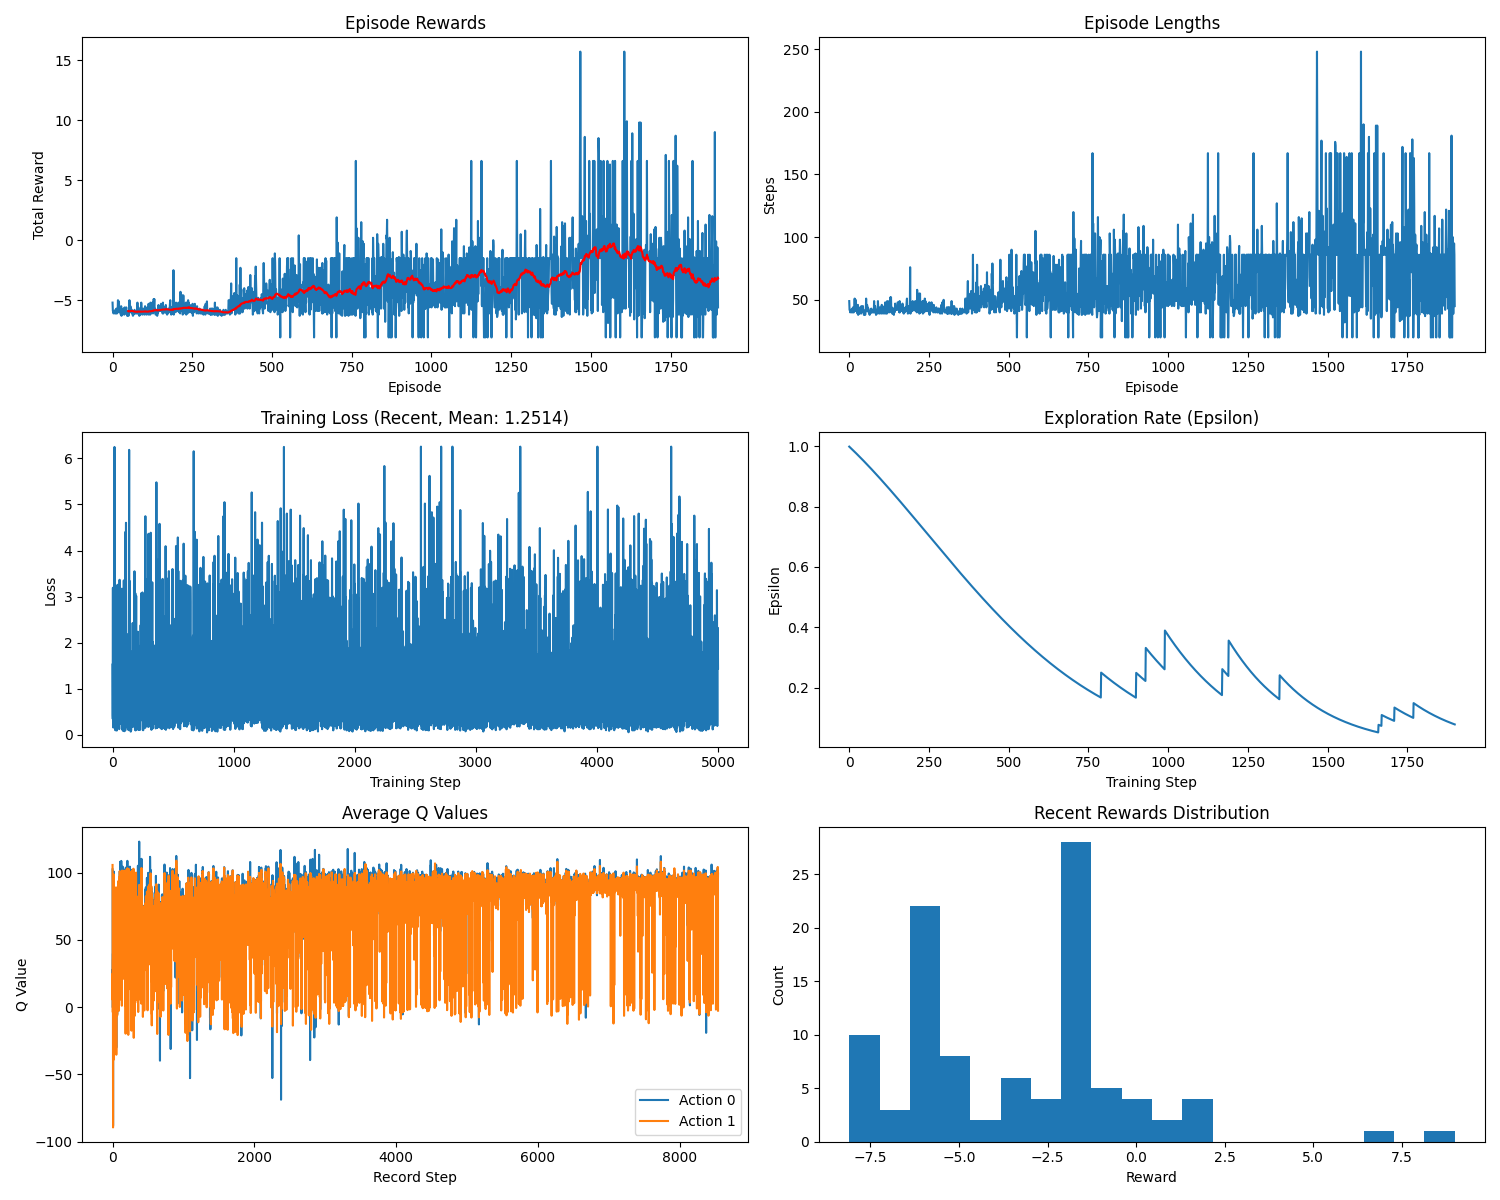 Episode Rewards
Total Reward
15
10
5
0
−5
0 250 500 750 1000 1250 1500 1750
Episode
Episode Lengths
Steps
250
200
150
100
50
0 250 500 750 1000 1250 1500 1750
Episode
Training Loss (Recent, Mean: 1.2514)
Loss
6
5
4
3
2
1
0
0 1000 2000 3000 4000 5000
Training Step
Exploration Rate (Epsilon)
Epsilon
1.0
0.8
0.6
0.4
0.2
0 250 500 750 1000 1250 1500 1750
Training Step
Average Q Values
Q Value
100
50
0
−50
−100
Action 0
Action 1
0 2000 4000 6000 8000
Record Step
Recent Rewards Distribution
Count
25
20
15
10
5
0
−7.5 −5.0 −2.5 0.0 2.5 5.0 7.5
Reward